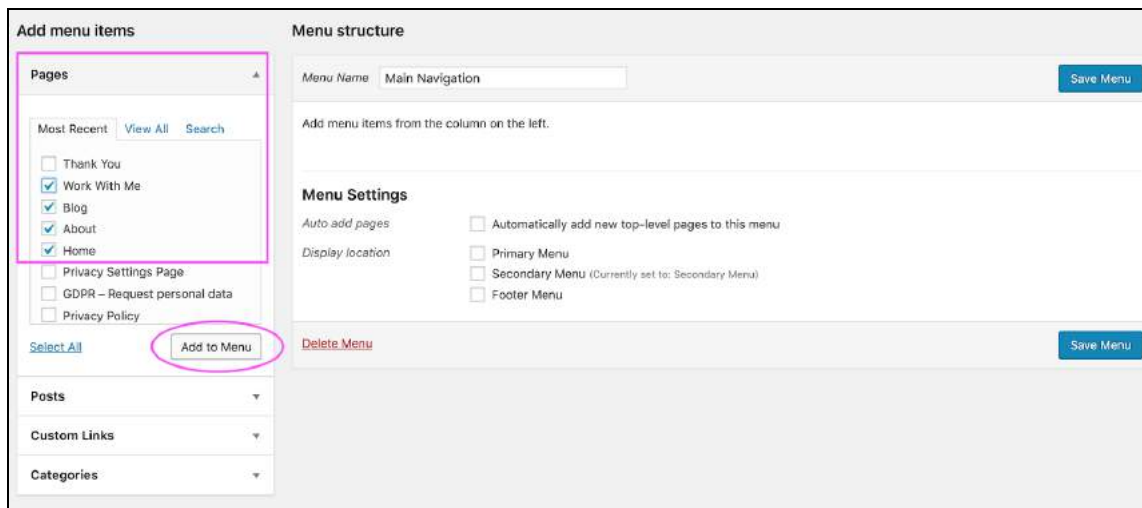 Add menu items
Menu structure
Pages
Menu Name Main Navigation Save Menu
Most Recent View All Search
Add menu items from the column on the left.
Thank You
Work With Me
Blog
About
Home
Privacy Settings Page
GDPR – Request personal data
Privacy Policy
Select All Add to Menu
Posts
Custom Links
Categories
Menu Settings
Auto add pages Automatically add new top-level pages to this menu
Display location Primary Menu
Secondary Menu (Currently set to: Secondary Menu)
Footer Menu
Delete Menu Save Menu